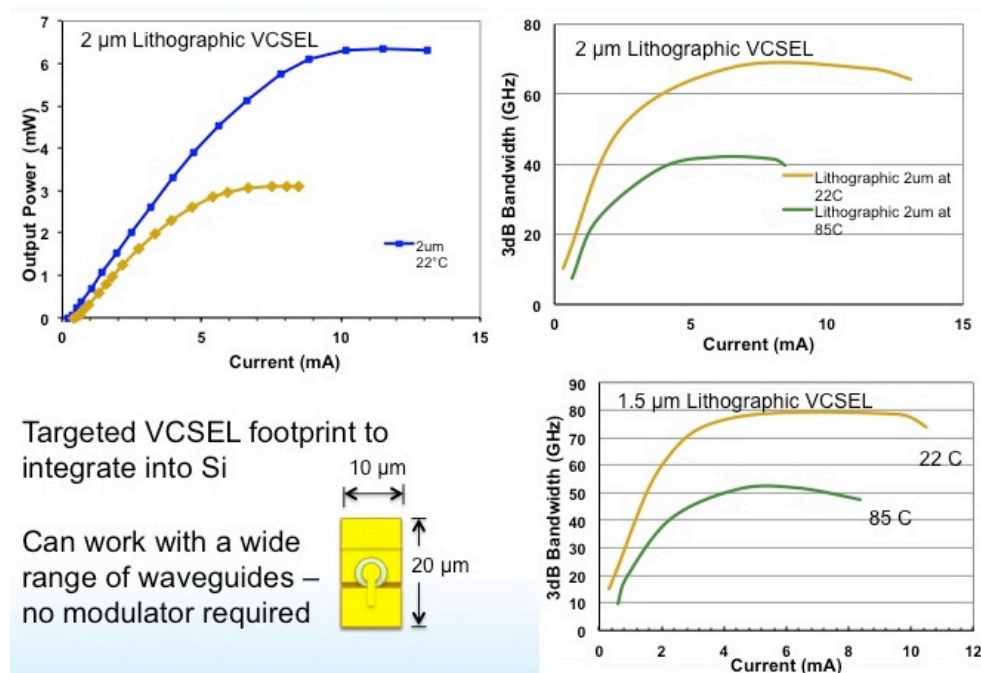 2 µm Lithographic VCSEL
Output Power (mW)
7
6
5
4
3
2
1
0
0 5 10 15
Current (mA)
2um
22°C
2 µm Lithographic VCSEL
3dB Bandwidth (GHz)
80
60
40
20
0
0 5 10 15
Current (mA)
Lithographic 2um at
22C
Lithographic 2um at
85C
Targeted VCSEL footprint to
integrate into Si
10 µm
20 µm
Can work with a wide
range of waveguides –
no modulator required
1.5 µm Lithographic VCSEL
3dB Bandwidth (GHz)
90
80
70
60
50
40
30
20
10
0
0 2 4 6 8 10 12
Current (mA)
22 C
85 C